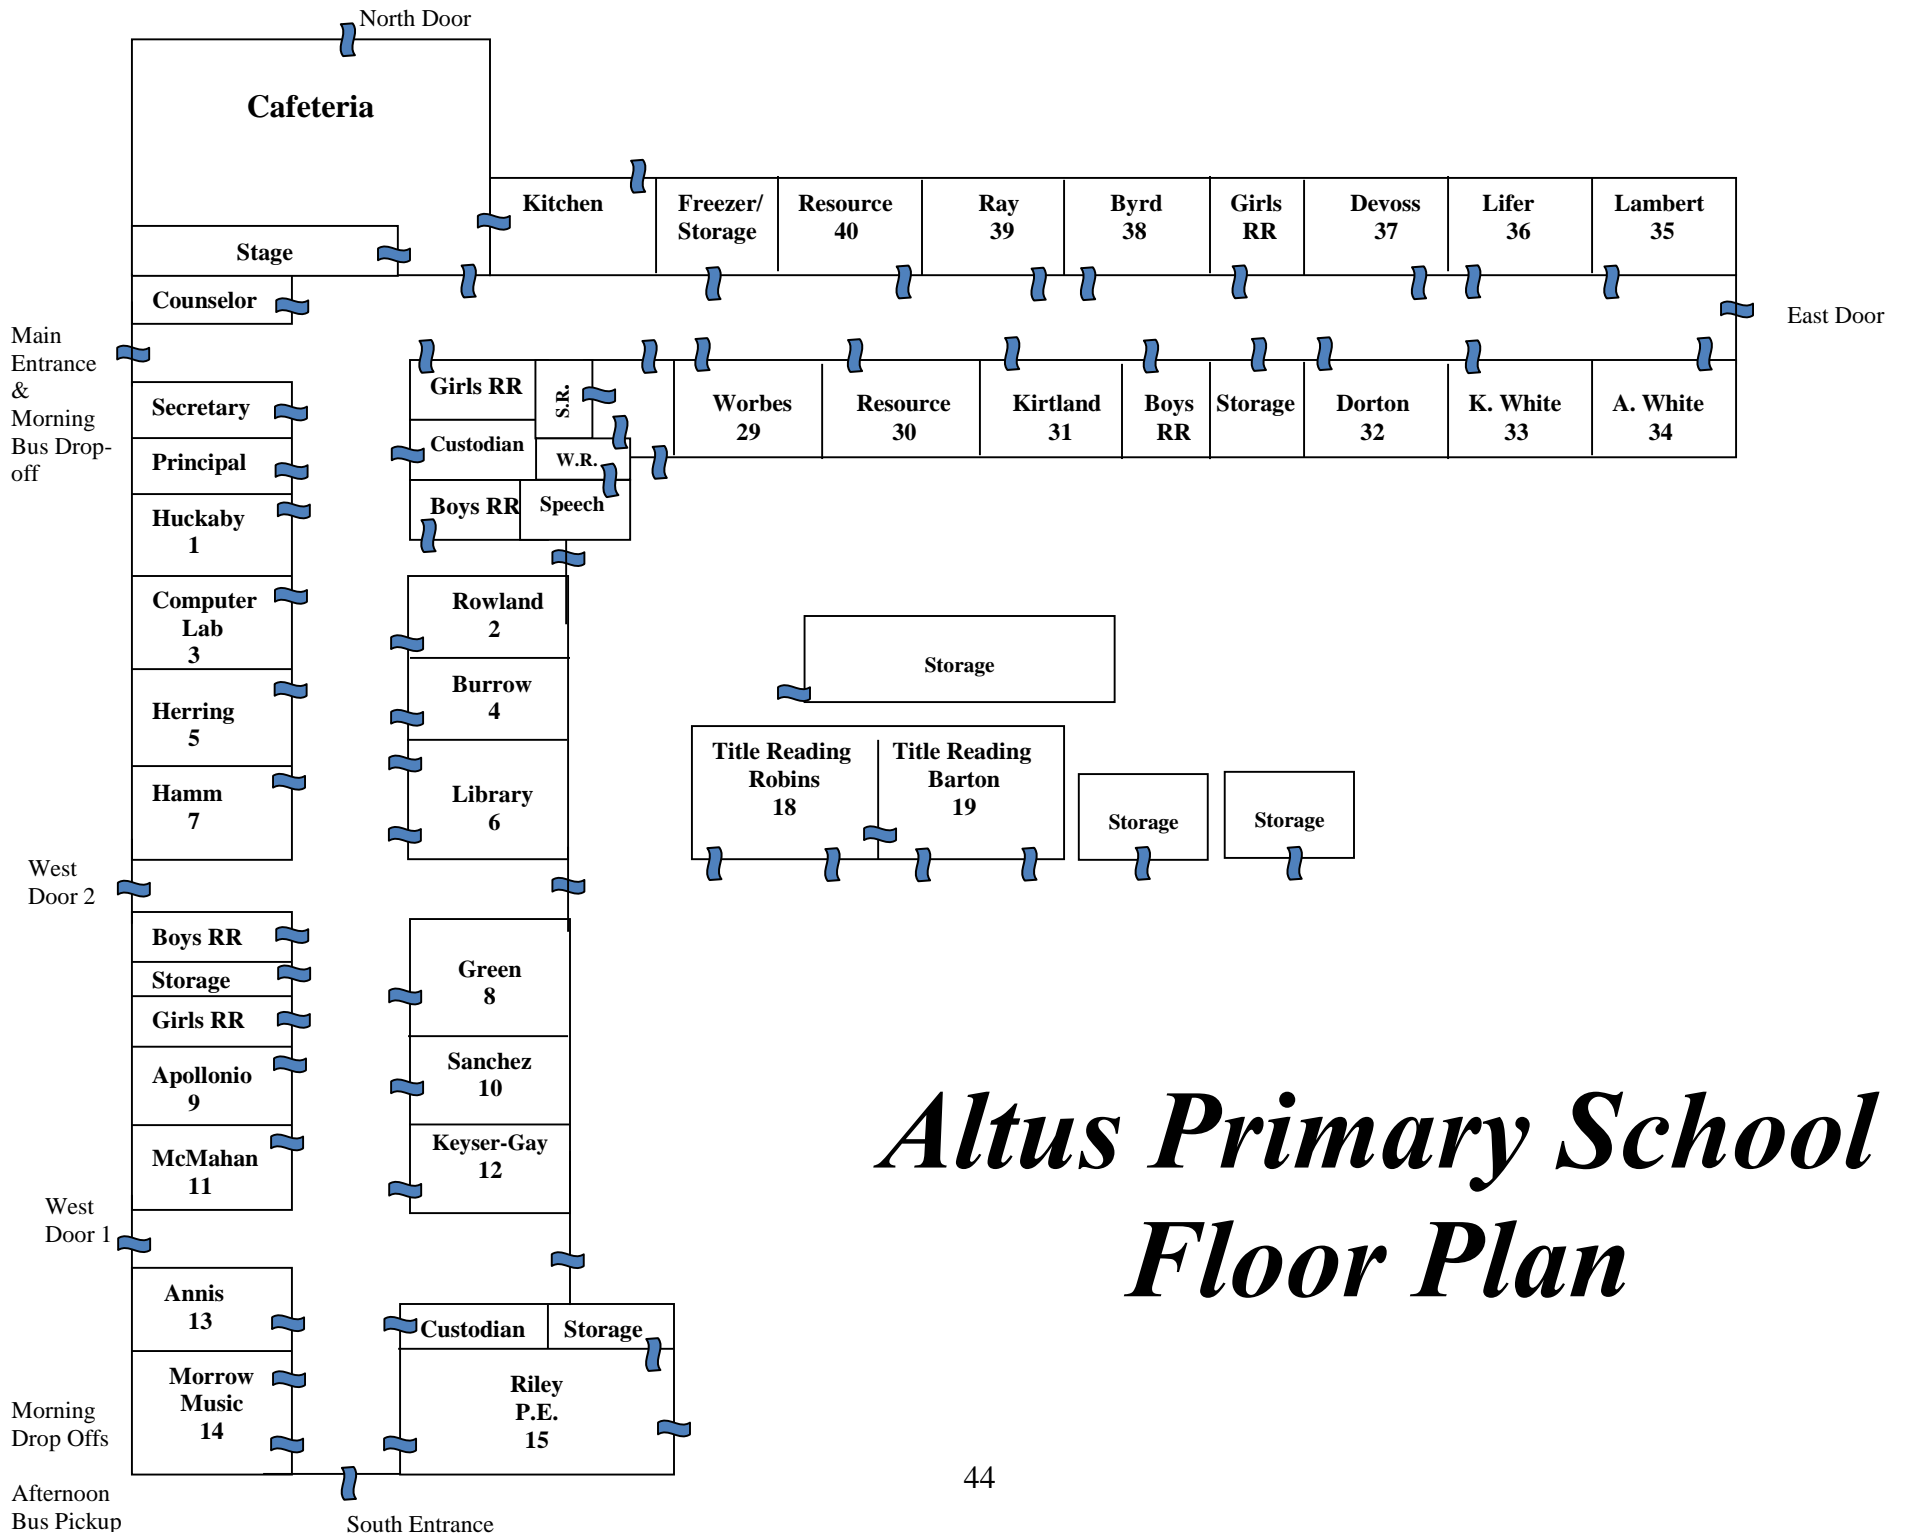 North Door
Cafeteria
Kitchen
Freezer/
Storage
Resource
40
Ray
39
Byrd
38
Girls
RR
Devoss
37
Lifer
36
Lambert
35
Stage
Counselor
East Door
Main
Entrance
&
Morning
Bus Drop-
off
Secretary
Principal
Huckaby
1
Computer
Lab
3
Herring
5
Hamm
7
Girls RR
S.R.
Custodian
W.R.
Boys RR
Speech
Worbes
29
Resource
30
Kirtland
31
Boys
RR
Storage
Dorton
32
K. White
33
A. White
34
Rowland
2
Burrow
4
Library
6
Storage
Title Reading
Robins
18
Title Reading
Barton
19
Storage
Storage
West
Door 2
Boys RR
Storage
Girls RR
Apollonio
9
McMahan
11
Green
8
Sanchez
10
Keyser-Gay
12
West
Door 1
Annis
13
Morrow
Music
14
Custodian
Storage
Riley
P.E.
15
Altus Primary School
Floor Plan
Morning
Drop Offs
Afternoon
Bus Pickup
South Entrance
44